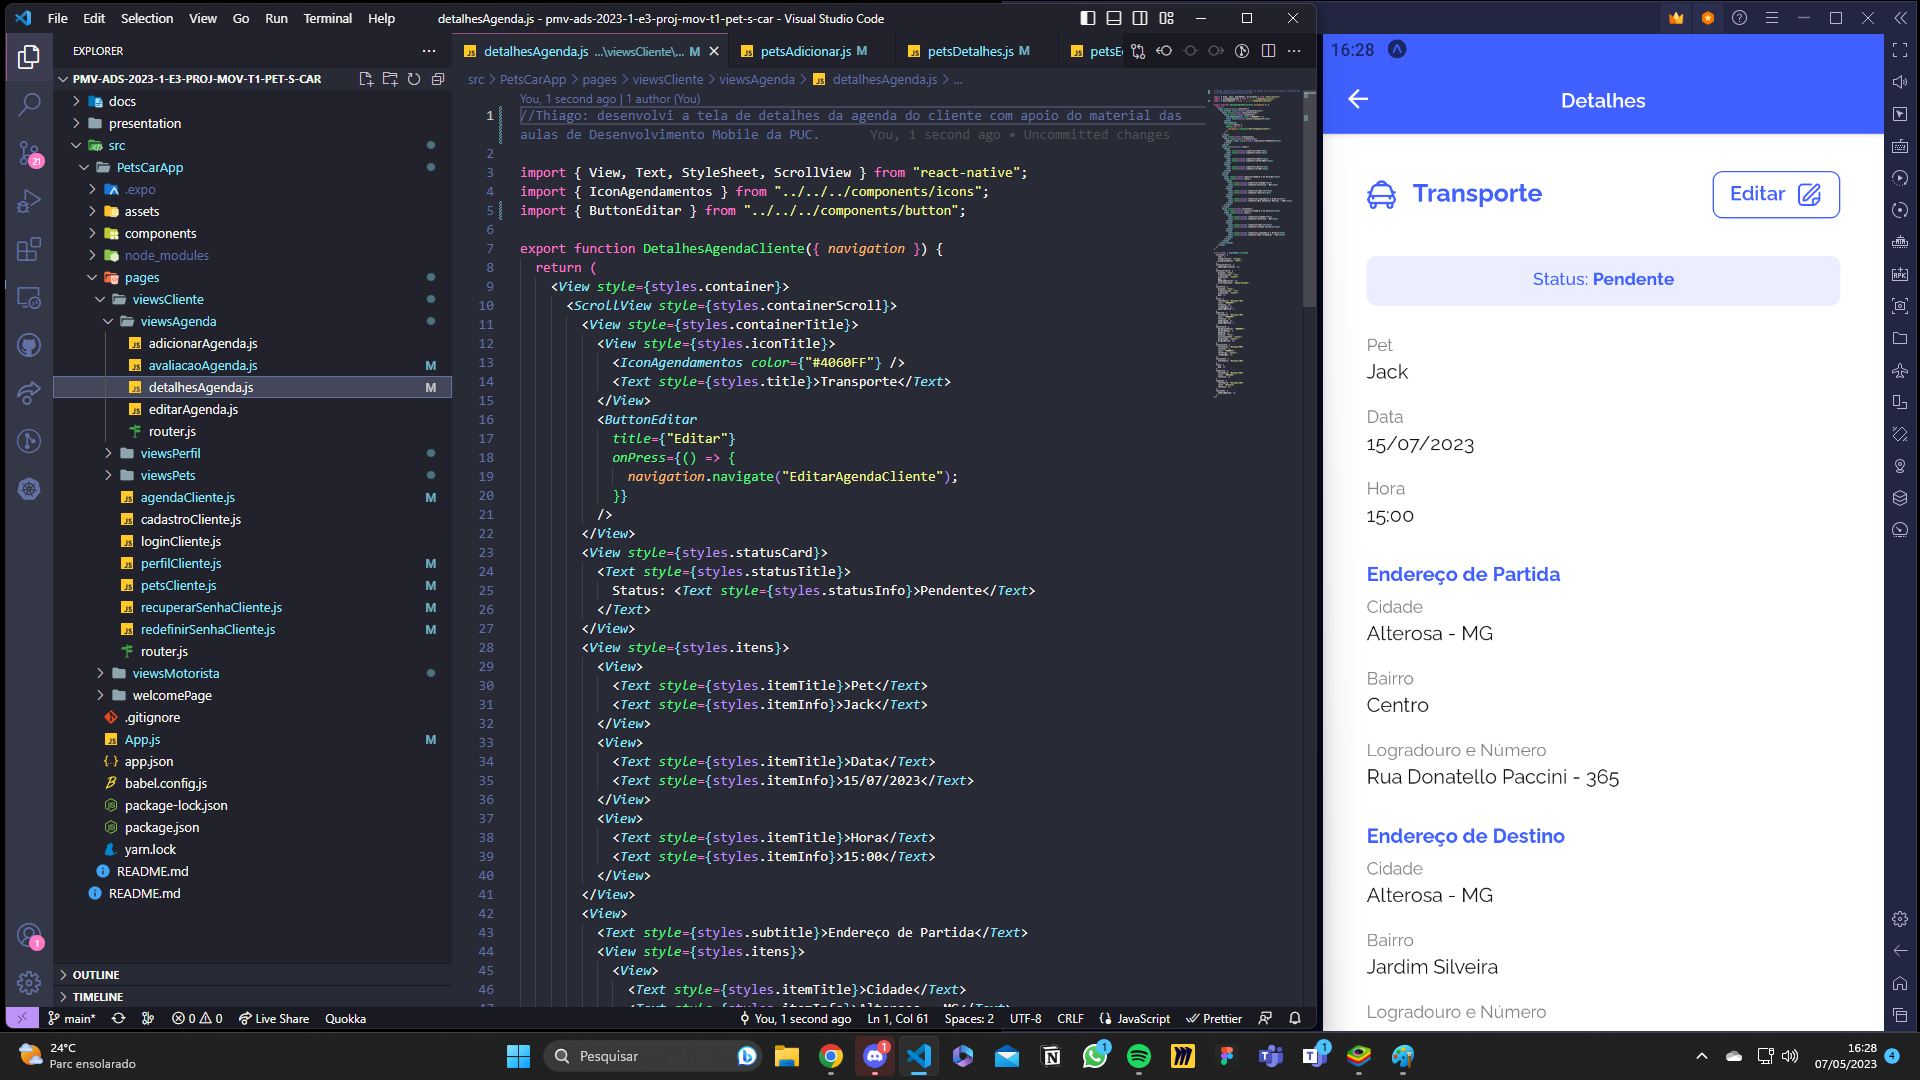 File Edit Selection View Go Run Terminal Help
detalhesAgenda.js - pmv-ads-2023-1-e3-proj-mov-t1-pet-s-car - Visual Studio Code
EXPLORER
PMV-ADS-2023-1-E3-PROJ-MOV-T1-PET-S-CAR
docs
presentation
src
PetsCarApp
.expo
assets
components
node_modules
pages
viewsCliente
viewsAgenda
adicionarAgenda.js
avaliacaoAgenda.js M
detalhesAgenda.js M
editarAgenda.js
router.js
viewsPerfil
viewsPets
agendaCliente.js M
cadastroCliente.js
loginCliente.js
perfilCliente.js M
petsCliente.js M
recuperarSenhaCliente.js M
redefinirSenhaCliente.js M
router.js
viewsMotorista
welcomePage
.gitignore
App.js M
app.json
babel.config.js
package-lock.json
package.json
yarn.lock
README.md
README.md
OUTLINE
TIMELINE
21
1
detalhesAgenda.js ...\viewsCliente\... M
petsAdicionar.js M
petsDetalhes.js M
src > PetsCarApp > pages > viewsCliente > viewsAgenda > detalhesAgenda.js > ...
You, 1 second ago | 1 author (You)
1 //Thiago: desenvolvi a tela de detalhes da agenda do cliente com apoio do material das
aulas de Desenvolvimento Mobile da PUC. You, 1 second ago • Uncommitted changes
2
3 import { View, Text, StyleSheet, ScrollView } from "react-native";
4 import { IconAgendamentos } from "../../../components/icons";
5 import { ButtonEditar } from "../../../components/button";
6
7 export function DetalhesAgendaCliente({ navigation }) {
8 return (
9 <View style={styles.container}>
10 <ScrollView style={styles.containerScroll}>
11 <View style={styles.containerTitle}>
12 <View style={styles.iconTitle}>
13 <IconAgendamentos color={"#4060FF"} />
14 <Text style={styles.title}>Transporte</Text>
15 </View>
16 <ButtonEditar
17 title={"Editar"}
18 onPress={() => {
19 navigation.navigate("EditarAgendaCliente");
20 }}
21 />
22 </View>
23 <View style={styles.statusCard}>
24 <Text style={styles.statusTitle}>
25 Status: <Text style={styles.statusInfo}>Pendente</Text>
26 </Text>
27 </View>
28 <View style={styles.itens}>
29 <View>
30 <Text style={styles.itemTitle}>Pet</Text>
31 <Text style={styles.itemInfo}>Jack</Text>
32 </View>
33 <View>
34 <Text style={styles.itemTitle}>Data</Text>
35 <Text style={styles.itemInfo}>15/07/2023</Text>
36 </View>
37 <View>
38 <Text style={styles.itemTitle}>Hora</Text>
39 <Text style={styles.itemInfo}>15:00</Text>
40 </View>
41 </View>
42 <View>
43 <Text style={styles.subtitle}>Endereço de Partida</Text>
44 <View style={styles.itens}>
45 <View>
46 <Text style={styles.itemTitle}>Cidade</Text>
main* 0 0 Live Share Quokka
You, 1 second ago Ln 1, Col 61 Spaces: 2 UTF-8 CRLF JavaScript Prettier
16:28
Detalhes
Transporte
Editar
Status: Pendente
Pet
Jack
Data
15/07/2023
Hora
15:00
Endereço de Partida
Cidade
Alterosa - MG
Bairro
Centro
Logradouro e Número
Rua Donatello Paccini - 365
Endereço de Destino
Cidade
Alterosa - MG
Bairro
Jardim Silveira
Logradouro e Número
24°C
Parc ensolarado
Pesquisar
1
1
1
16:28
07/05/2023
4